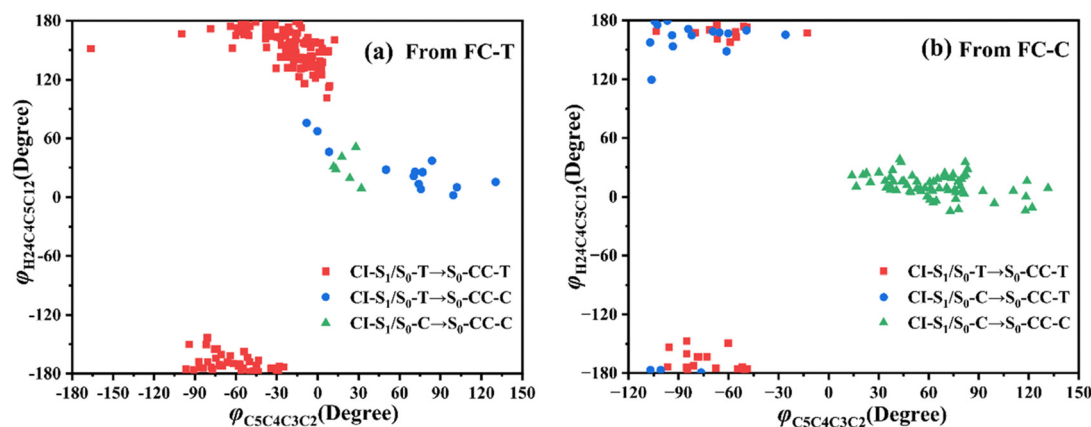 (a) From FC-T
φH24C4C5C12(Degree)
180
120
60
0
-60
-120
-180
CI-S1/S0-T→S0-CC-T
CI-S1/S0-T→S0-CC-C
CI-S1/S0-C→S0-CC-C
-180 -150 -120 -90 -60 -30 0 30 60 90 120 150
φC5C4C3C2(Degree)
(b) From FC-C
φH24C4C4C5C12(Degree)
180
120
60
0
−60
−120
−180
CI-S1/S0-T→S0-CC-T
CI-S1/S0-C→S0-CC-T
CI-S1/S0-C→S0-CC-C
−120 −90 −60 −30 0 30 60 90 120 150
φC5C4C3C2(Degree)